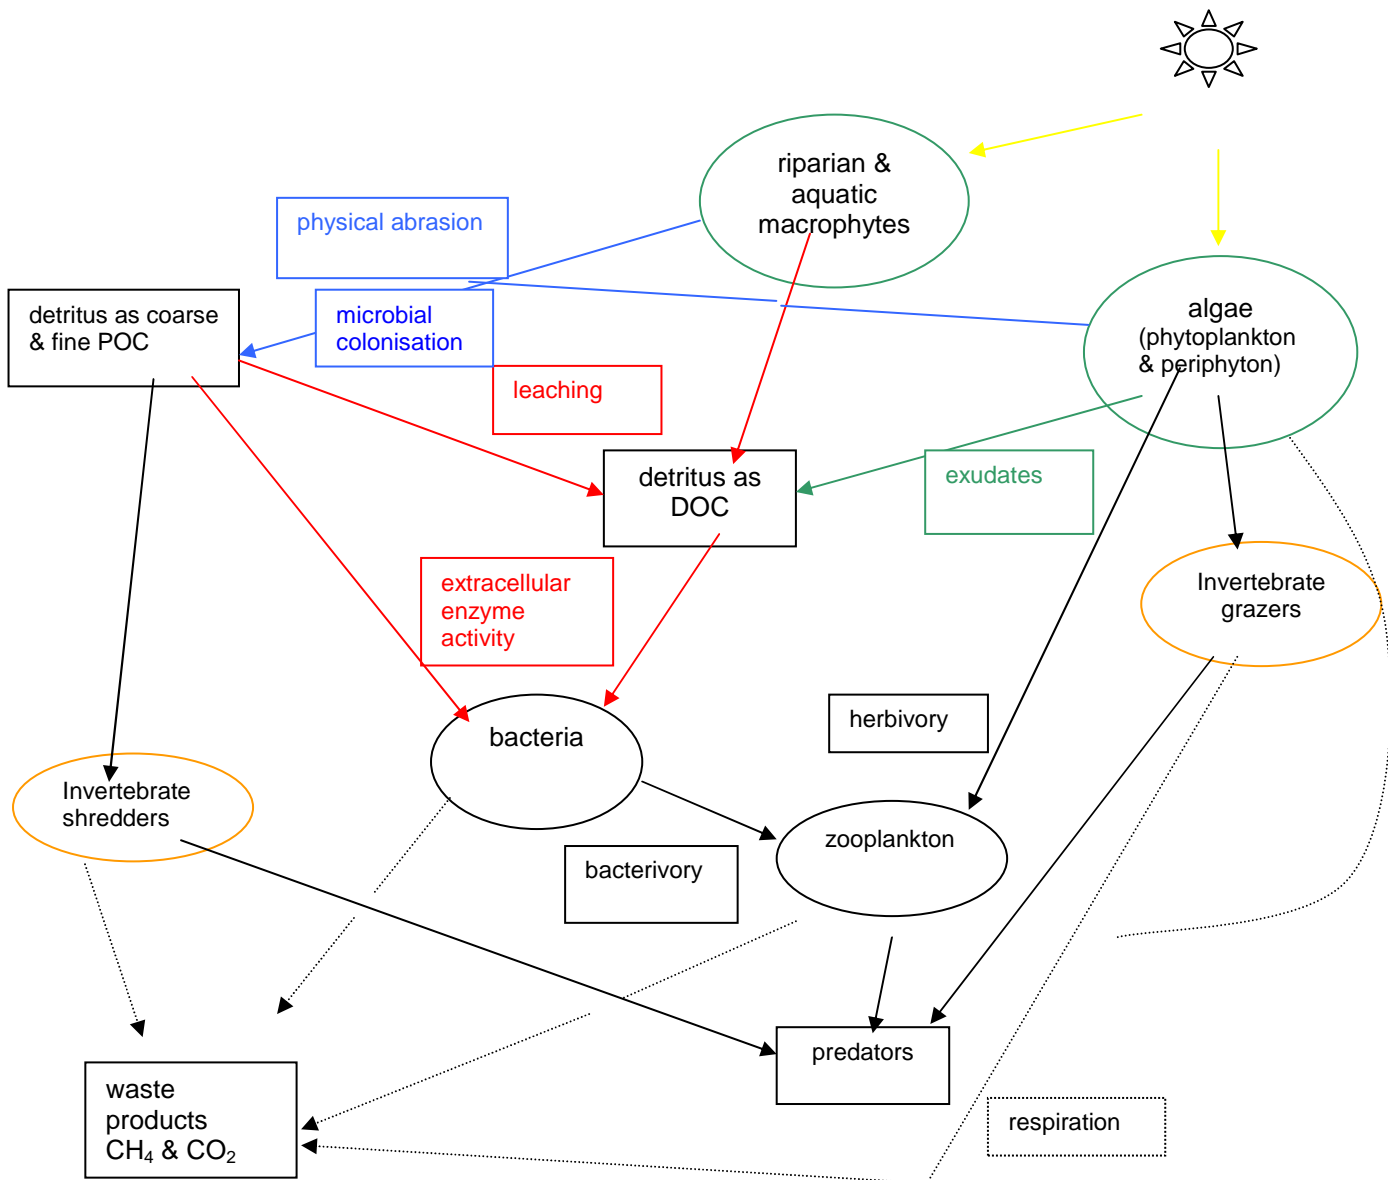 riparian &
aquatic
macrophytes
physical abrasion
algae
(phytoplankton
& periphyton)
detritus as coarse
& fine POC
microbial
colonisation
leaching
detritus as
DOC
exudates
extracellular
enzyme
activity
Invertebrate
grazers
herbivory
bacteria
Invertebrate
shredders
zooplankton
bacterivory
predators
waste
products
CH₄ & CO₂
respiration